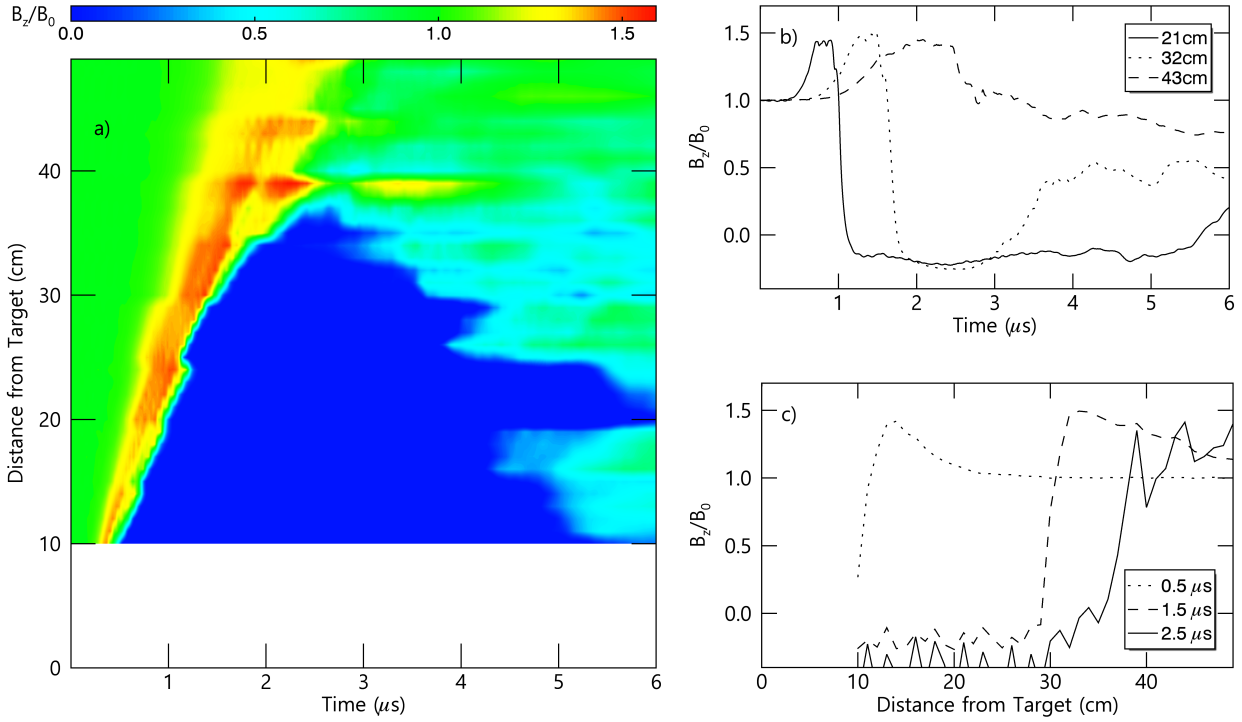 B_z/B_0
0.0 0.5 1.0 1.5
a)
40
30
20
10
0
Distance from Target (cm)
1 2 3 4 5 6
Time (μs)
b)
21cm
32cm
43cm
1.5
1.0
0.5
0.0
B_z/B_0
1 2 3 4 5 6
Time (μs)
c)
1.5
1.0
0.5
0.0
B_z/B_0
0.5 μs
1.5 μs
2.5 μs
0 10 20 30 40
Distance from Target (cm)